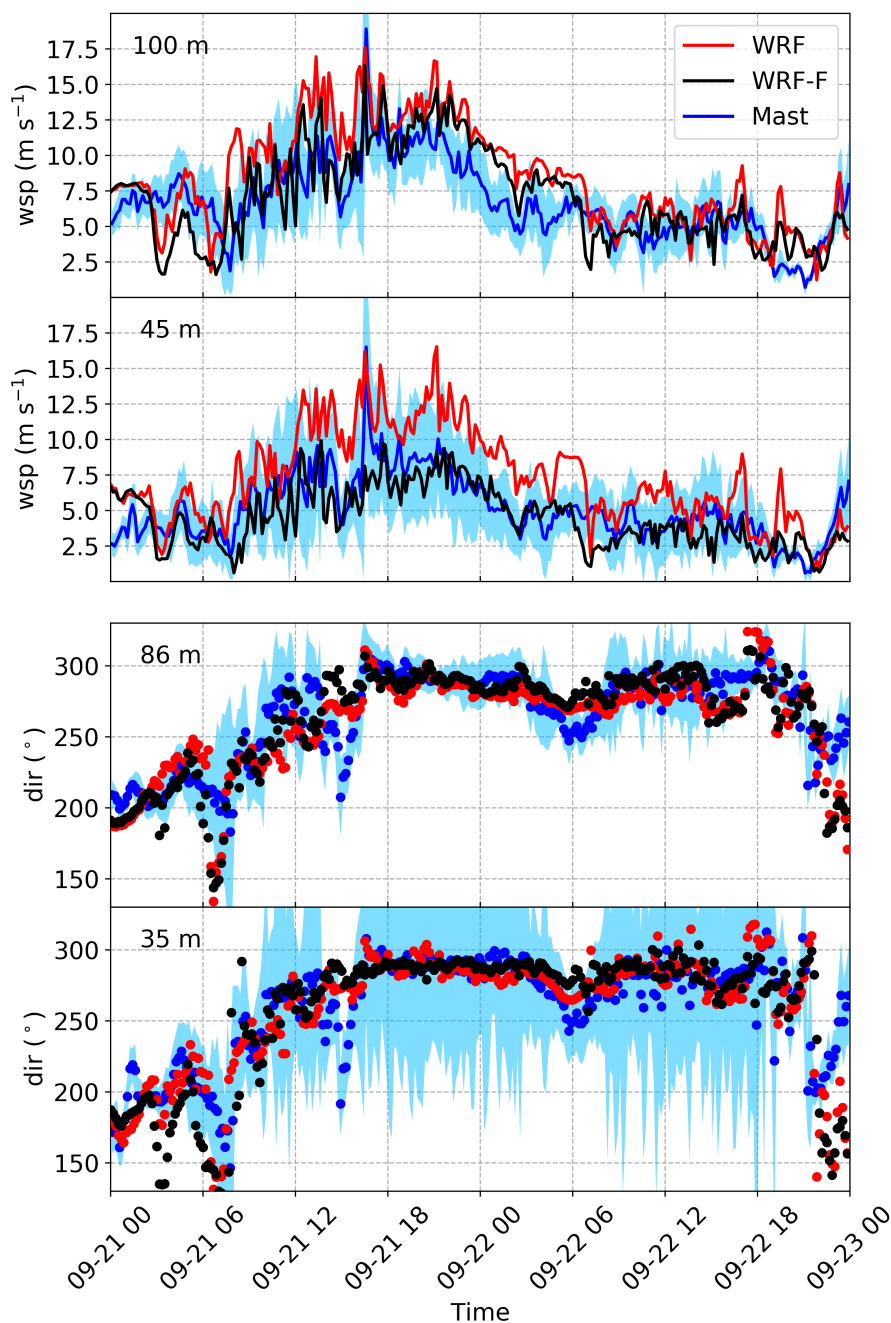 100 m
WRF
WRF-F
Mast
17.5
15.0
12.5
10.0
7.5
5.0
2.5
wsp (m s⁻¹)
45 m
17.5
15.0
12.5
10.0
7.5
5.0
2.5
wsp (m s⁻¹)
86 m
300
250
200
150
dir (°)
35 m
300
250
200
150
dir (°)
09-21 00
09-21 06
09-21 12
09-21 18
09-22 00
09-22 06
09-22 12
09-22 18
09-23 00
Time